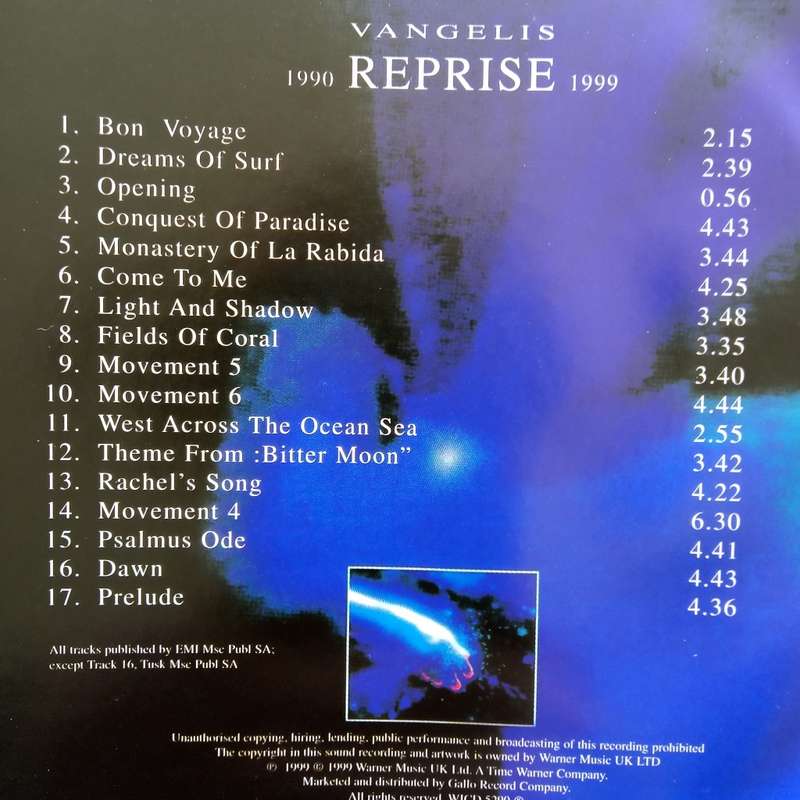 VANGELIS
1990 REPRISE 1999
1. Bon Voyage 2.15
2. Dreams Of Surf 2.39
3. Opening 0.56
4. Conquest Of Paradise 4.43
5. Monastery Of La Rabida 3.44
6. Come To Me 4.25
7. Light And Shadow 3.48
8. Fields Of Coral 3.35
9. Movement 5 3.40
10. Movement 6 4.44
11. West Across The Ocean Sea 2.55
12. Theme From :Bitter Moon” 3.42
13. Rachel’s Song 4.22
14. Movement 4 6.30
15. Psalmus Ode 4.41
16. Dawn 4.43
17. Prelude 4.36
All tracks published by EMI Msc Publ SA;
except Track 16, Tusk Msc Publ SA
Unauthorised copying, hiring, lending, public performance and broadcasting of this recording prohibited
The copyright in this sound recording and artwork is owned by Warner Music UK LTD
℗ 1999 © 1999 Warner Music UK Ltd. A Time Warner Company.
Marketed and distributed by Gallo Record Company.
All rights reserved. WICD 5290 ®